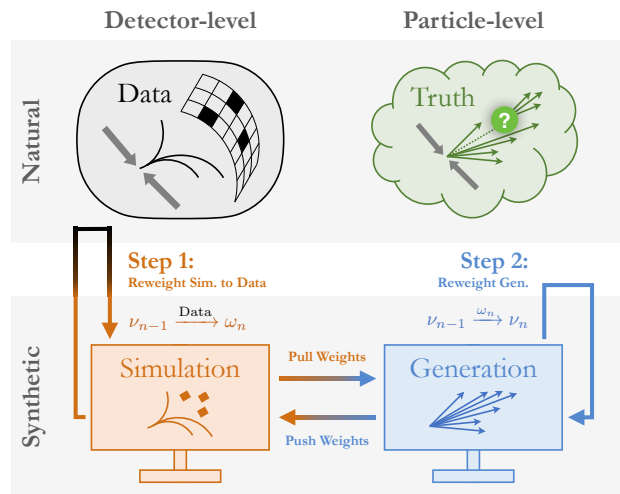 Detector-level
Particle-level
Natural
Data
Truth
?
Step 1:
Reweight Sim. to Data
Step 2:
Reweight Gen.
Synthetic
νₙ₋₁ —Data→ ωₙ
νₙ₋₁ —ωₙ→ νₙ
Simulation
Pull Weights
Generation
Push Weights